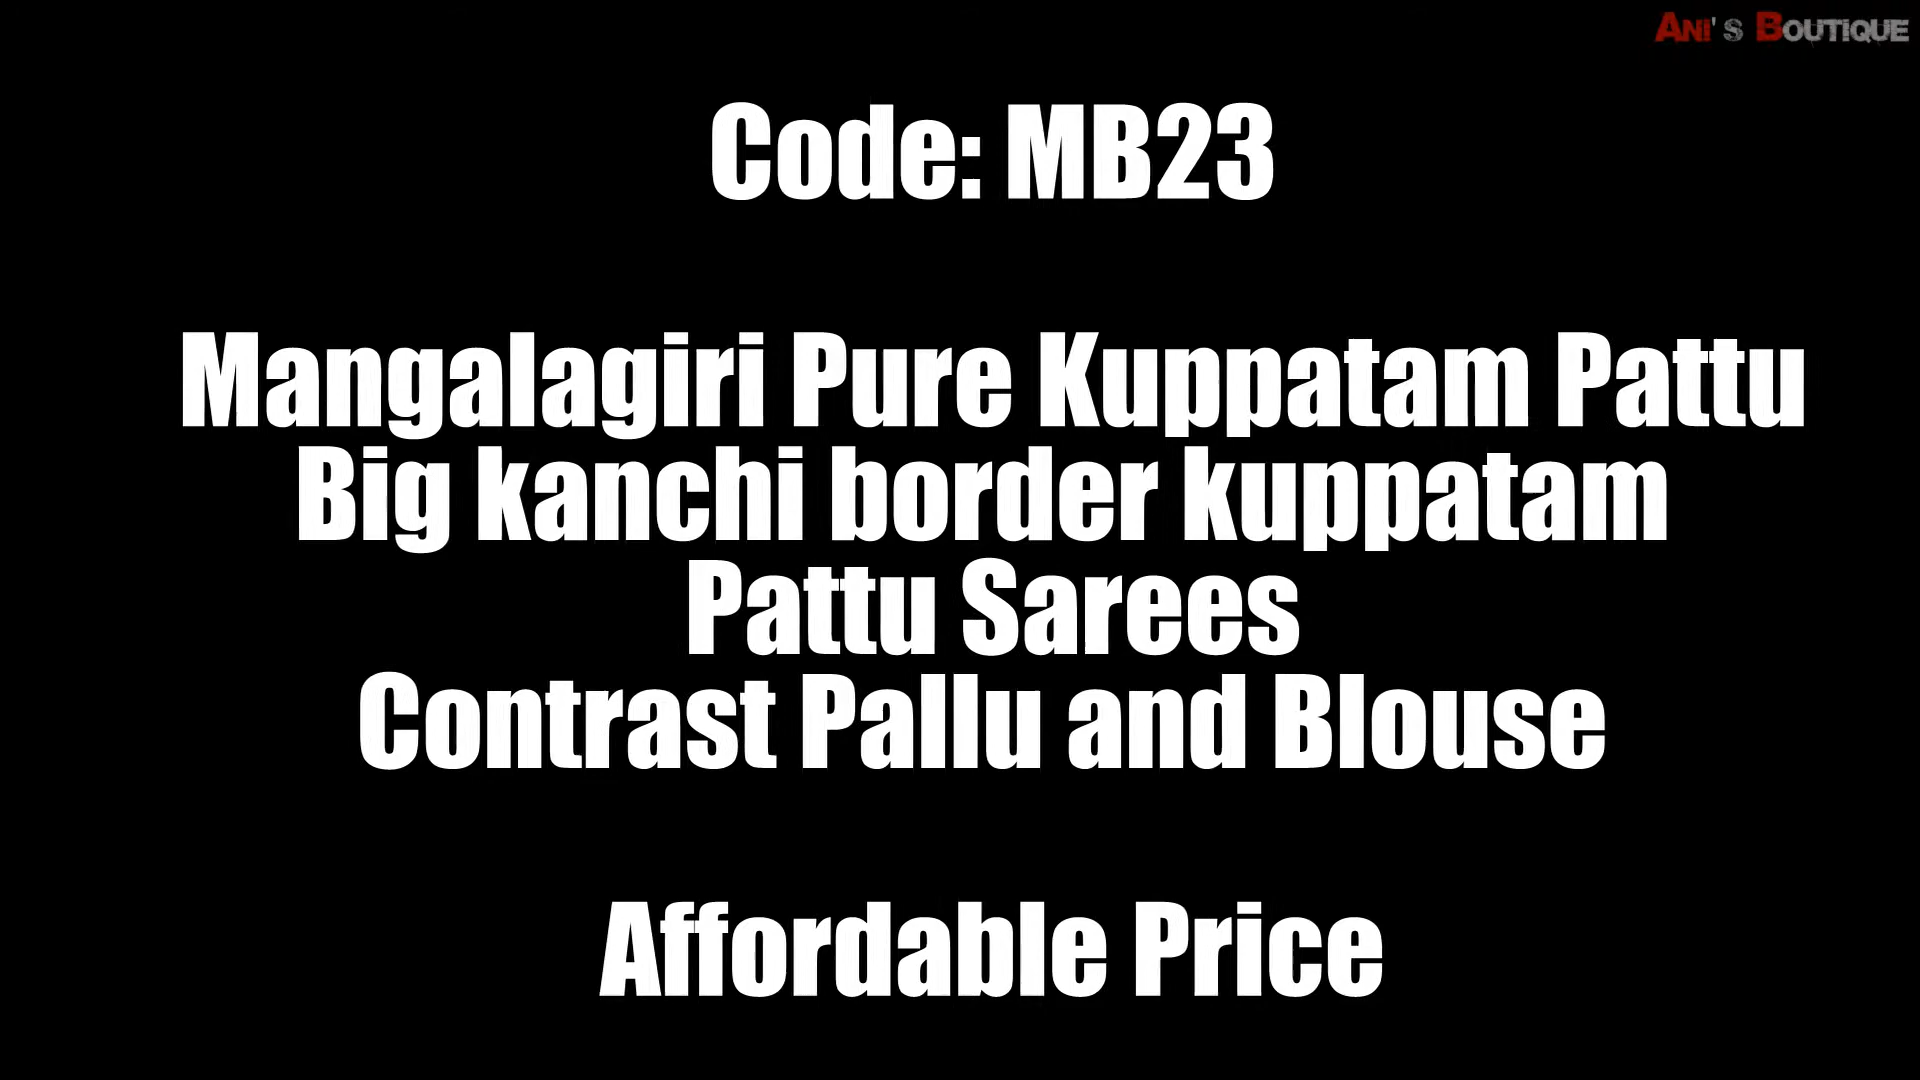 Ani's Boutique
Code: MB23
Mangalagiri Pure Kuppatam Pattu
Big kanchi border kuppatam
Pattu Sarees
Contrast Pallu and Blouse
Affordable Price